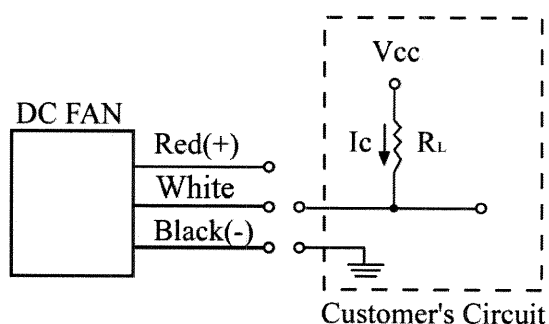 Vcc
DC FAN
Red(+)
Ic
RL
White
Black(-)
Customer's Circuit